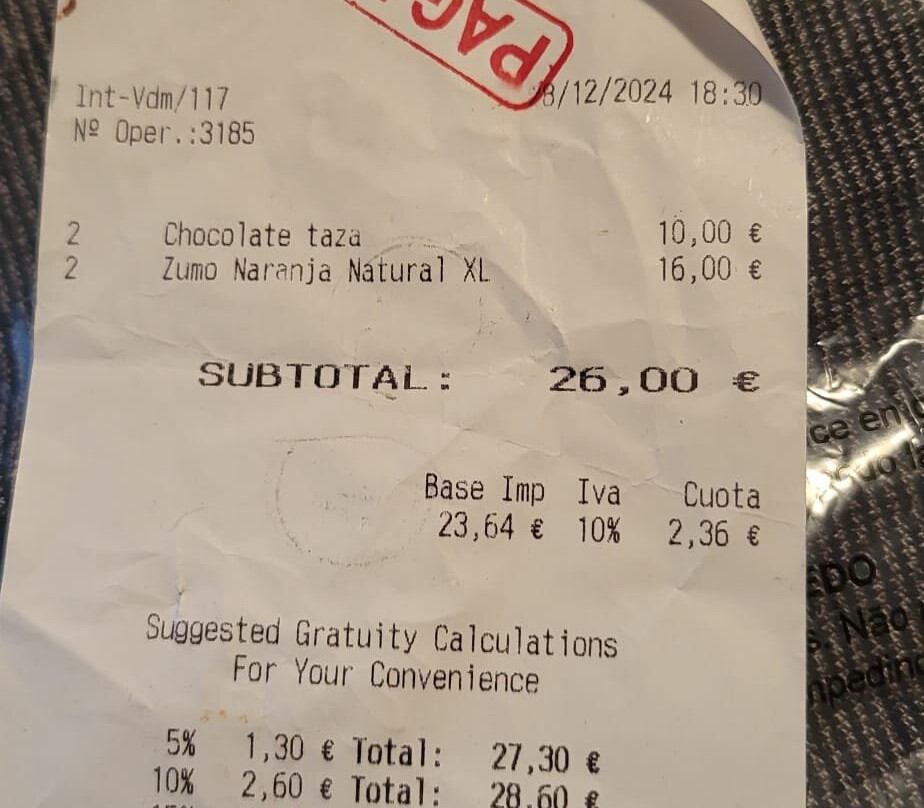 PAG
8/12/2024 18:30
Int-Vdm/117
Nº Oper.:3185
2 Chocolate taza 10,00 €
2 Zumo Naranja Natural XL 16,00 €
SUBTOTAL: 26,00 €
Base Imp Iva Cuota
23,64 € 10% 2,36 €
Suggested Gratuity Calculations
For Your Convenience
5% 1,30 € Total: 27,30 €
10% 2,60 € Total: 28,60 €
ce en
EDO
s. Não